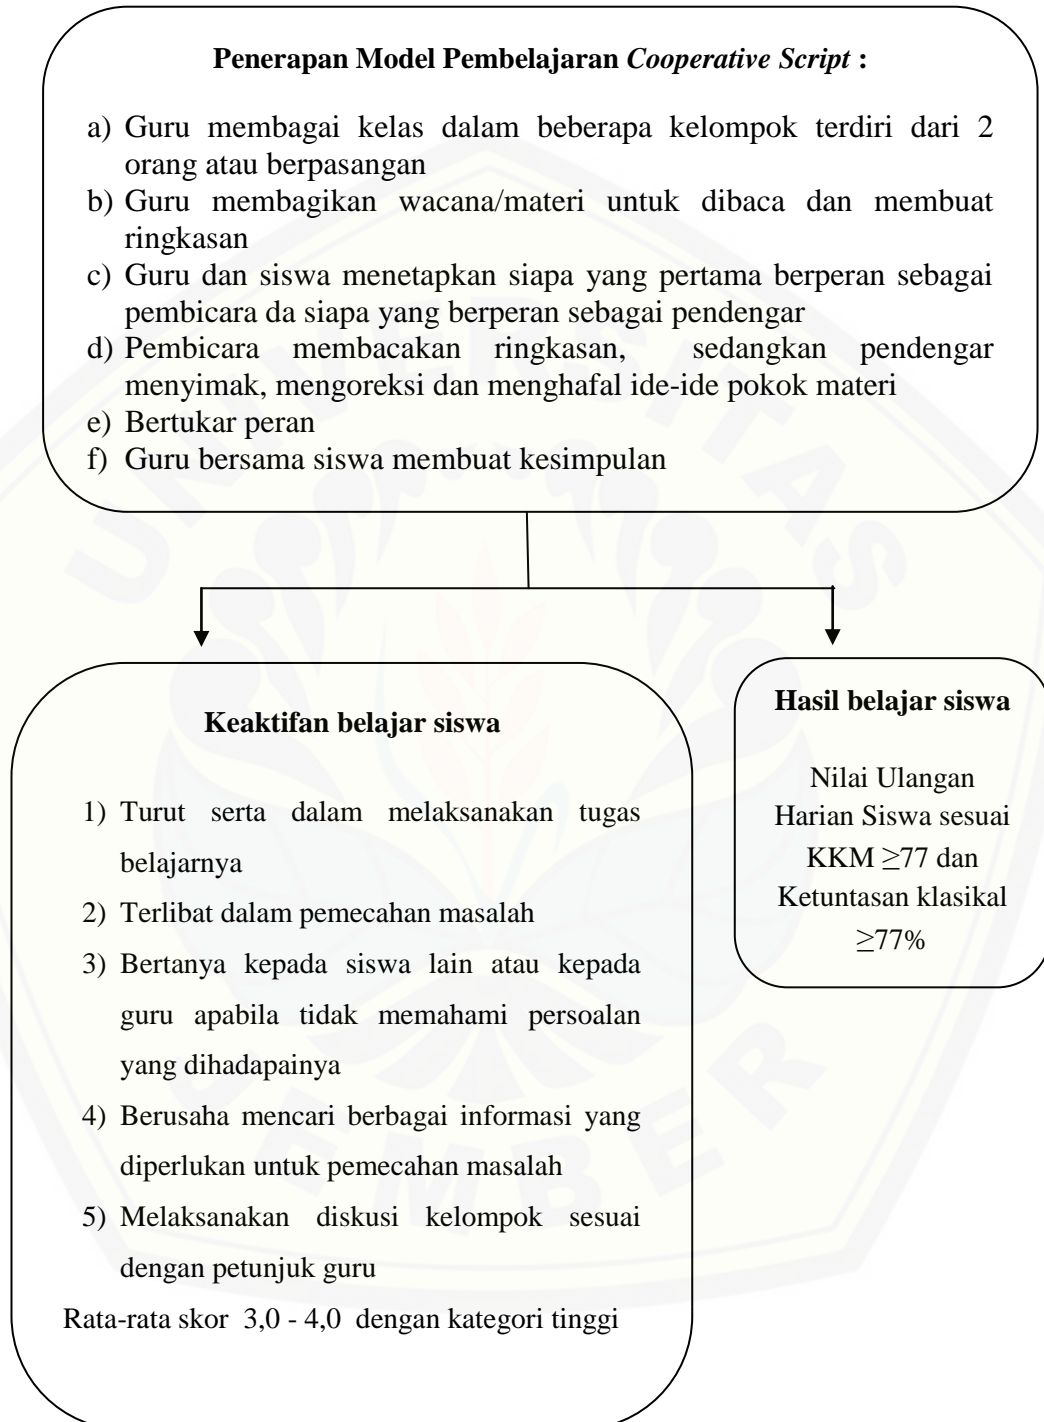 Penerapan Model Pembelajaran Cooperative Script :
a) Guru membagai kelas dalam beberapa kelompok terdiri dari 2
orang atau berpasangan
b) Guru membagikan wacana/materi untuk dibaca dan membuat
ringkasan
c) Guru dan siswa menetapkan siapa yang pertama berperan sebagai
pembicara da siapa yang berperan sebagai pendengar
d) Pembicara membacakan ringkasan, sedangkan pendengar
menyimak, mengoreksi dan menghafal ide-ide pokok materi
e) Bertukar peran
f) Guru bersama siswa membuat kesimpulan
Keaktifan belajar siswa
1) Turut serta dalam melaksanakan tugas
belajarnya
2) Terlibat dalam pemecahan masalah
3) Bertanya kepada siswa lain atau kepada
guru apabila tidak memahami persoalan
yang dihadapainya
4) Berusaha mencari berbagai informasi yang
diperlukan untuk pemecahan masalah
5) Melaksanakan diskusi kelompok sesuai
dengan petunjuk guru
Rata-rata skor 3,0 - 4,0 dengan kategori tinggi
Hasil belajar siswa
Nilai Ulangan
Harian Siswa sesuai
KKM ≥77 dan
Ketuntasan klasikal
≥77%
UNIVERSITAS
JEMBER